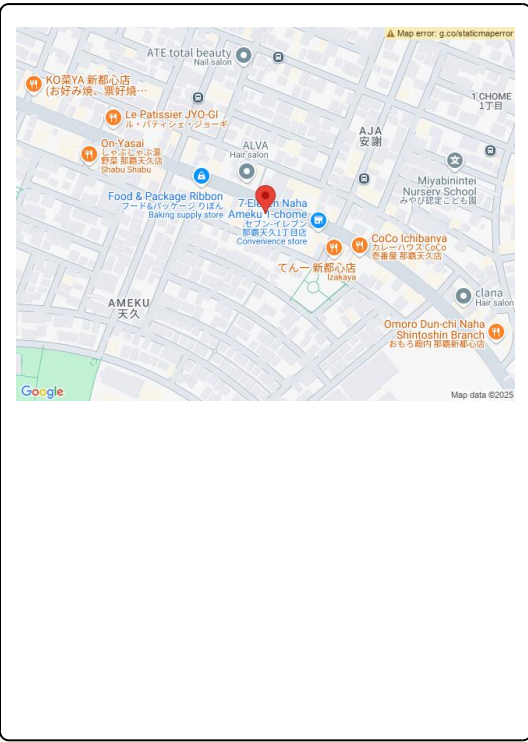 Map error: g.co/staticmaperror
ATE total beauty
Nail salon
KO菜YA 新都心店
(お好み焼、票好燒…
1 CHOME
1丁目
Le Patissier JYO-GI
ル・パティシェ・ジョーギ
AJA
安謝
On-Yasai
しゃぶしゃぶ温
野菜 那覇天久店
Shabu Shabu
ALVA
Hair salon
Miyabinintei
Nursery School
みやび認定こども園
Food & Package Ribbon
フード&パッケージ りぼん
Baking supply store
7-Eleven Naha
Ameku 1-chome
セブン-イレブン
那覇天久1丁目店
Convenience store
CoCo Ichibanya
カレーハウス CoCo
壱番屋 那覇天久店
てん一 新都心店
Izakaya
clana
Hair salon
AMEKU
天久
Omoro Dun-chi Naha
Shintoshin Branch
おもろ殿内 那覇新都心店
Google
Map data ©2025